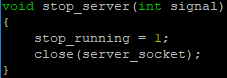 void stop_server(int signal)
{
    stop_running = 1;
    close(server_socket);
}